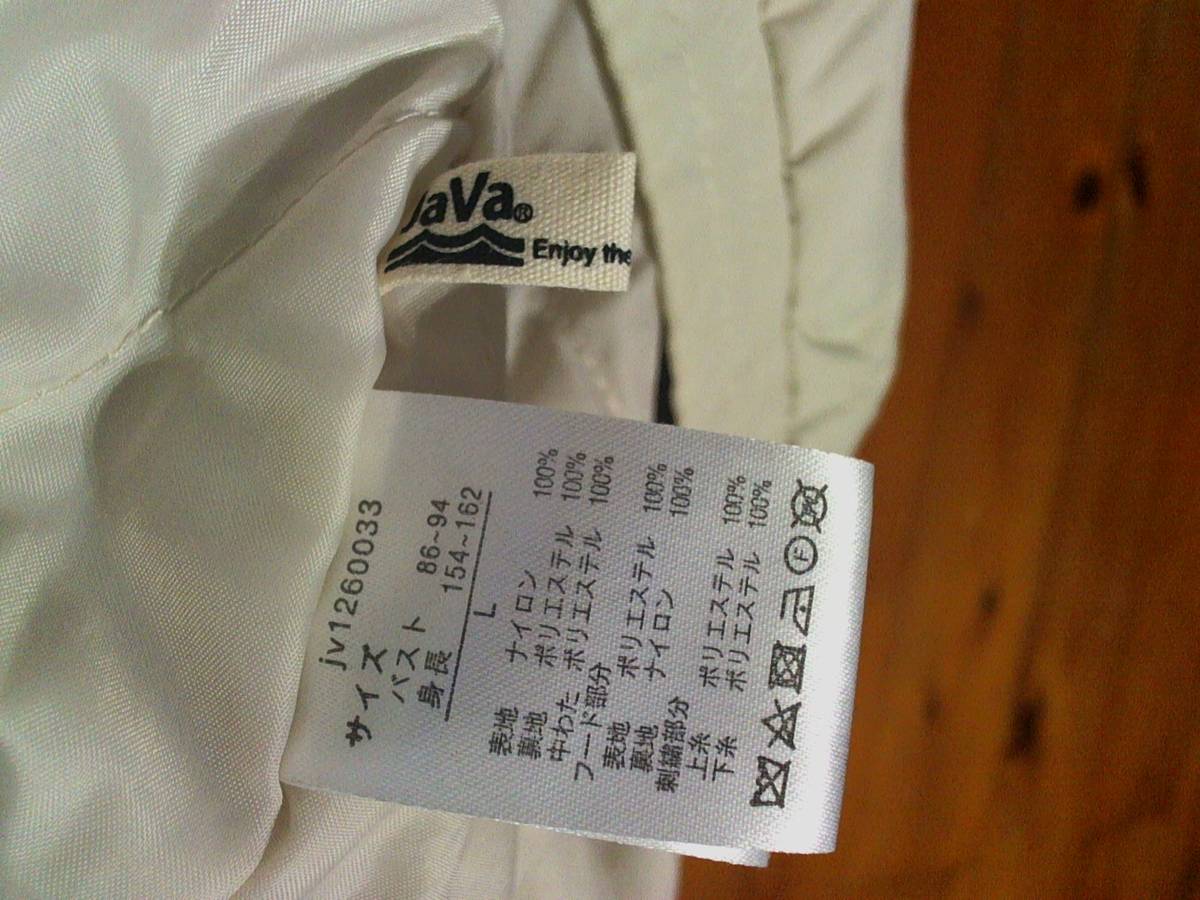 JaVa®
Enjoy the
jv1260033
サイズ
バスト 86~94
身長 154~162
L
表地 ナイロン 100%
裏地 ポリエステル 100%
中わた ポリエステル 100%
フード部分
表地 ポリエステル 100%
裏地 ナイロン 100%
刺繍部分
上糸 ポリエステル 100%
下糸 ポリエステル 100%
F